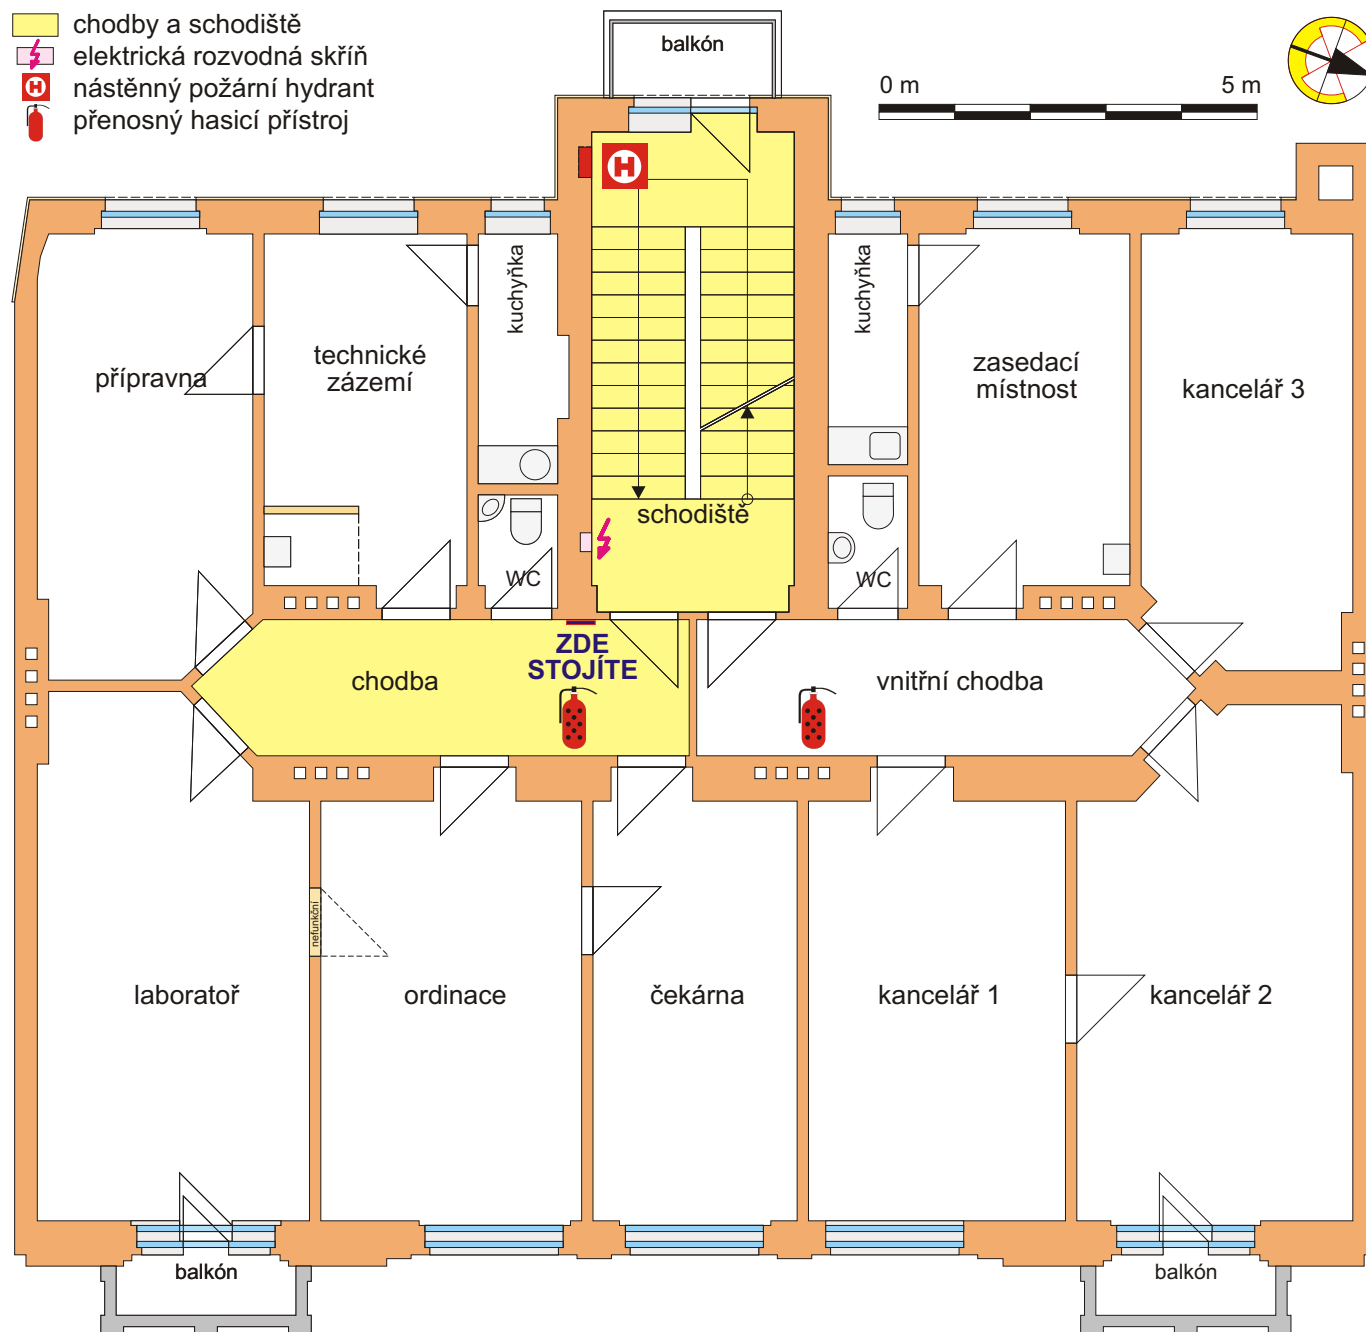 chodby a schodiště
elektrická rozvodná skříň
H nástěnný požární hydrant
přenosný hasicí přístroj
balkón
0 m 5 m
H
kuchyňka
kuchyňka
přípravna
technické
zázemí
zasedací
místnost
kancelář 3
schodiště
WC
WC
ZDE
STOJÍTE
chodba
vnitřní chodba
nefunkční
laboratoř
ordinace
čekárna
kancelář 1
kancelář 2
balkón
balkón